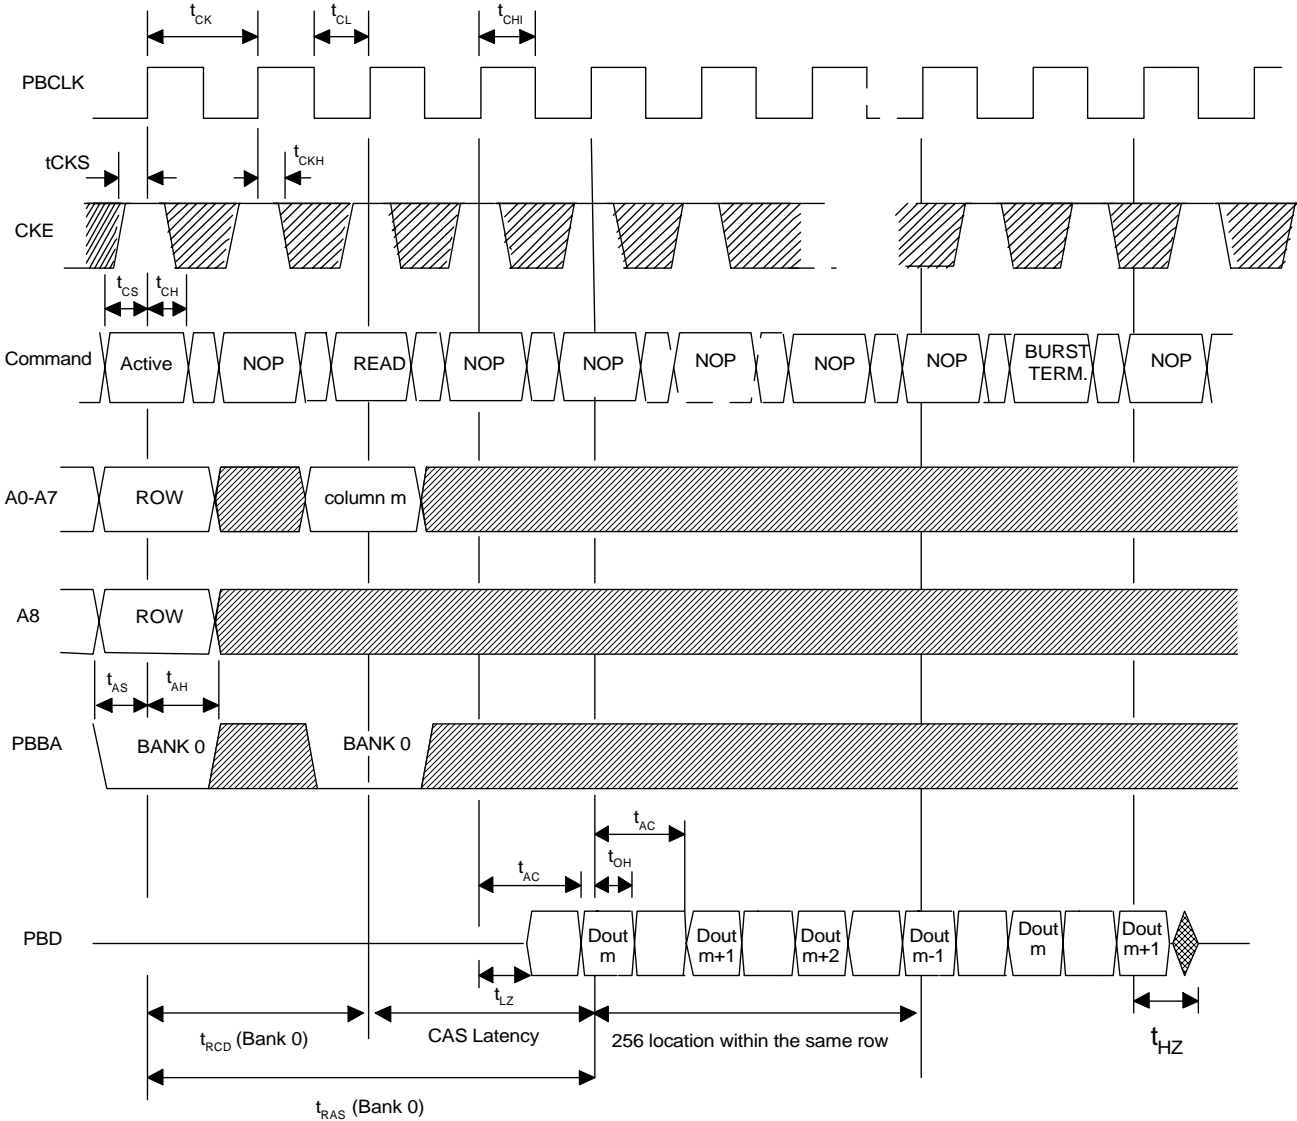 tCK tCL tCHI
PBCLK
tCKS tCKH
CKE
tCS tCH
Command Active NOP READ NOP NOP NOP NOP NOP BURST TERM. NOP
A0-A7 ROW column m
A8 ROW
tAS tAH
PBBA BANK 0 BANK 0
tAC
tAC tOH
PBD Dout m Dout m+1 Dout m+2 Dout m-1 Dout m Dout m+1
tLZ
tRCD (Bank 0) CAS Latency 256 location within the same row tHZ
tRAS (Bank 0)